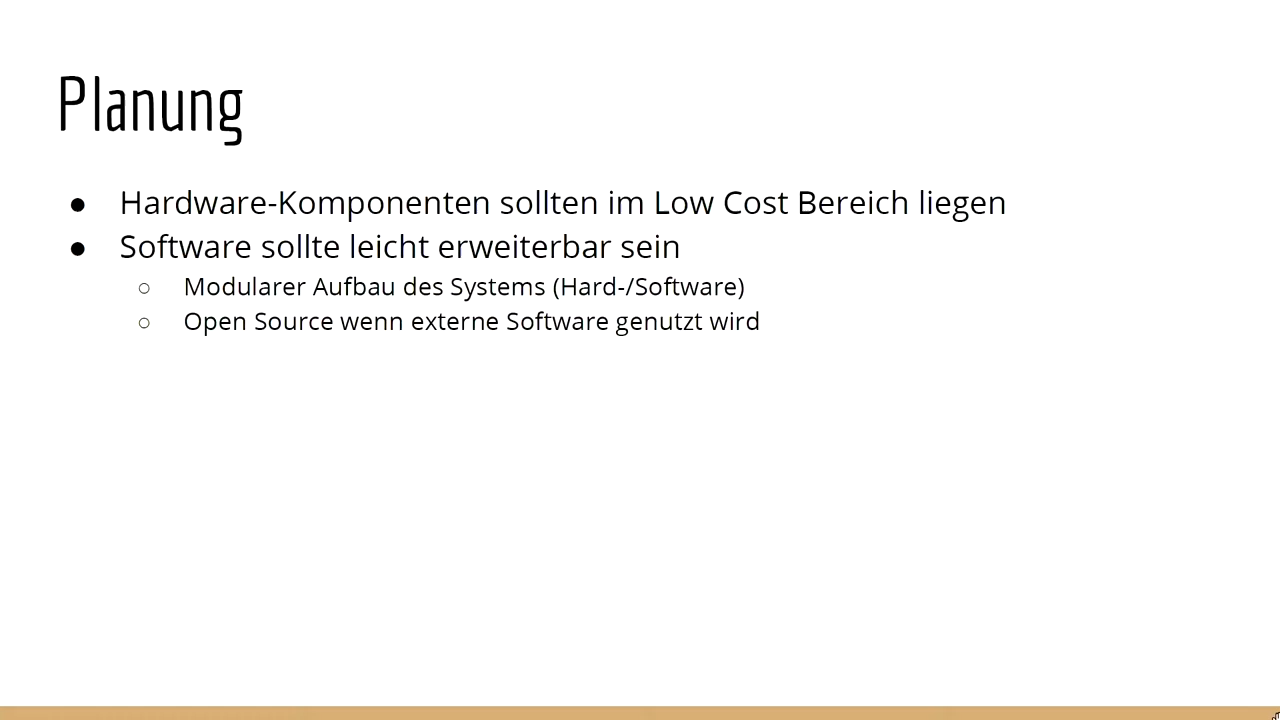 Planung
● Hardware-Komponenten sollten im Low Cost Bereich liegen
● Software sollte leicht erweiterbar sein
○ Modularer Aufbau des Systems (Hard-/Software)
○ Open Source wenn externe Software genutzt wird